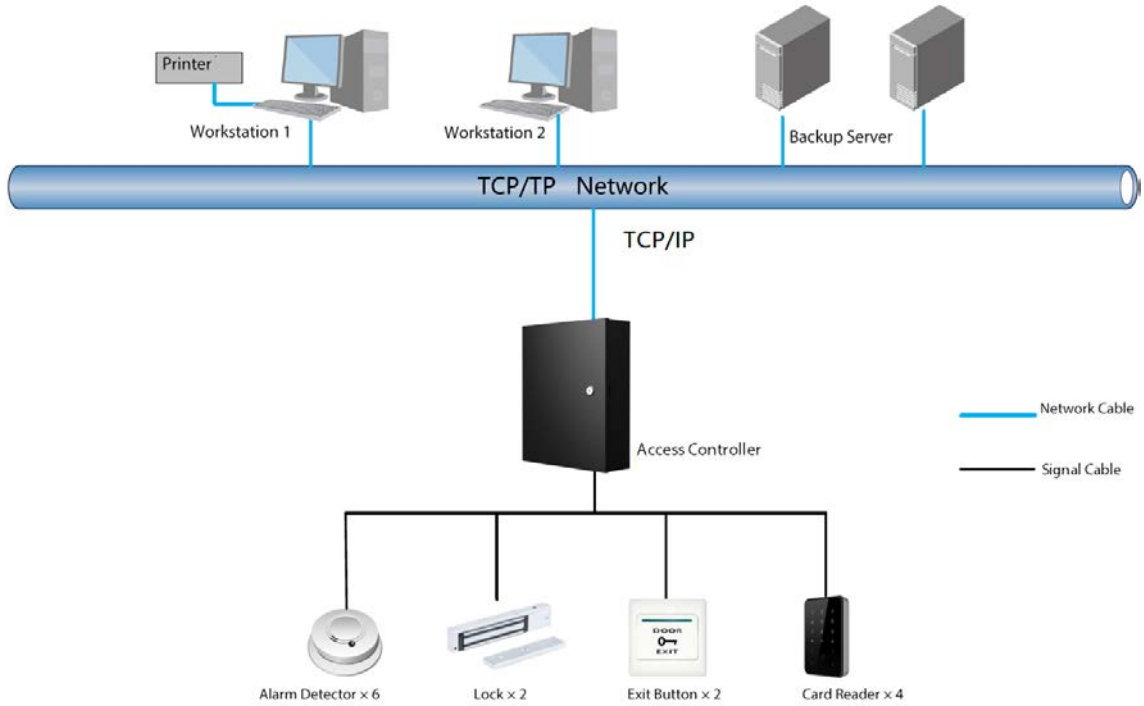 Printer
Workstation 1
Workstation 2
Backup Server
TCP/TP Network
TCP/IP
Access Controller
Network Cable
Signal Cable
DOOR
EXIT
Alarm Detector × 6
Lock × 2
Exit Button × 2
Card Reader × 4